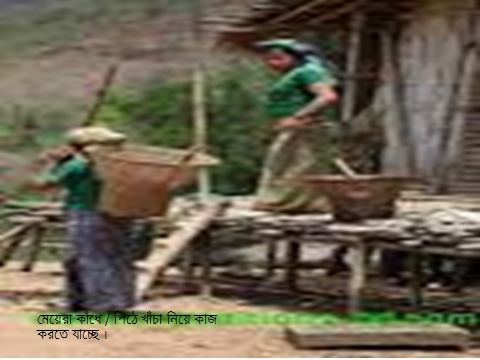 মেয়েরা কাঁধে / পিঠে খাঁচা নিয়ে কাজ
করতে যাচ্ছে ।